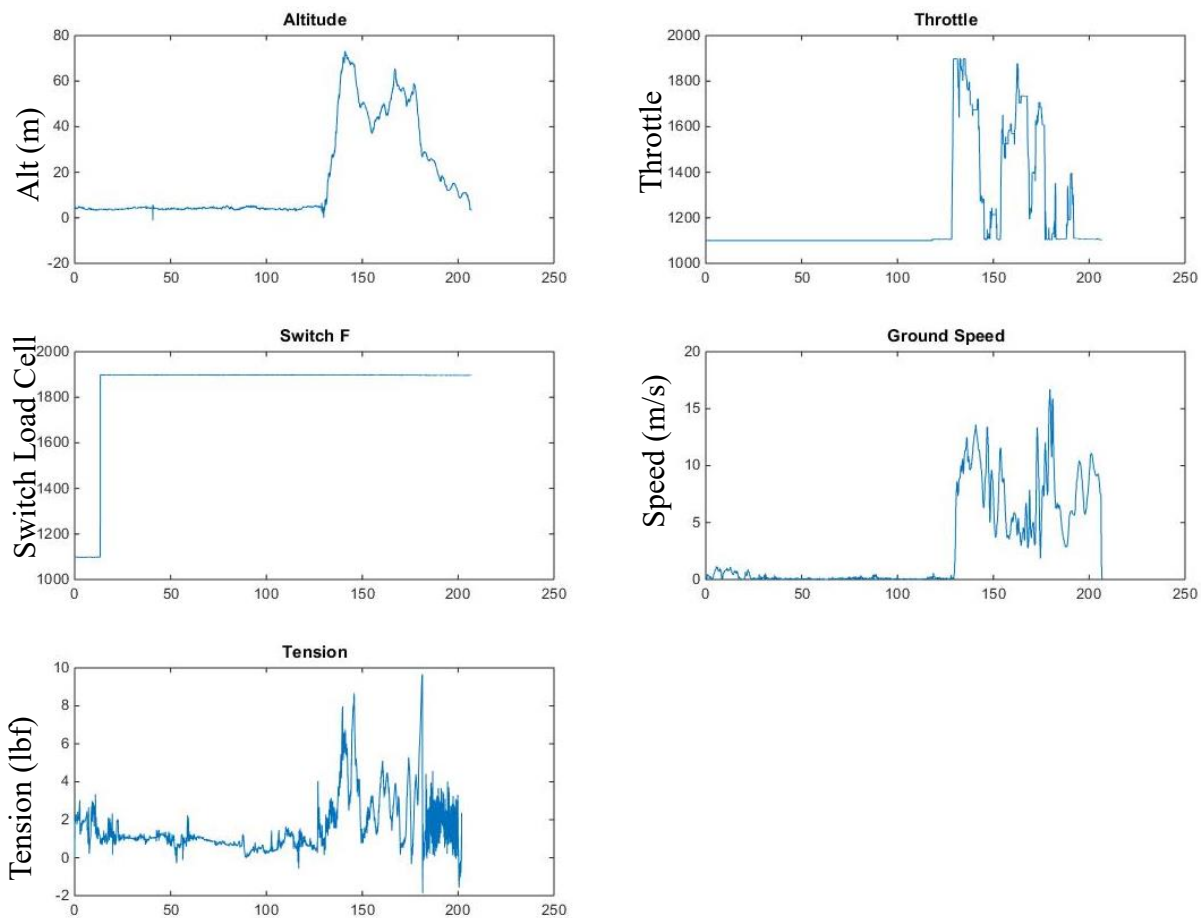 Altitude
Alt (m)
80
60
40
20
0
-20
0 50 100 150 200 250
Throttle
Throttle
2000
1800
1600
1400
1200
1000
0 50 100 150 200 250
Switch F
Switch Load Cell
2000
1800
1600
1400
1200
1000
0 50 100 150 200 250
Ground Speed
Speed (m/s)
20
15
10
5
0
0 50 100 150 200 250
Tension
Tension (lbf)
10
8
6
4
2
0
-2
0 50 100 150 200 250